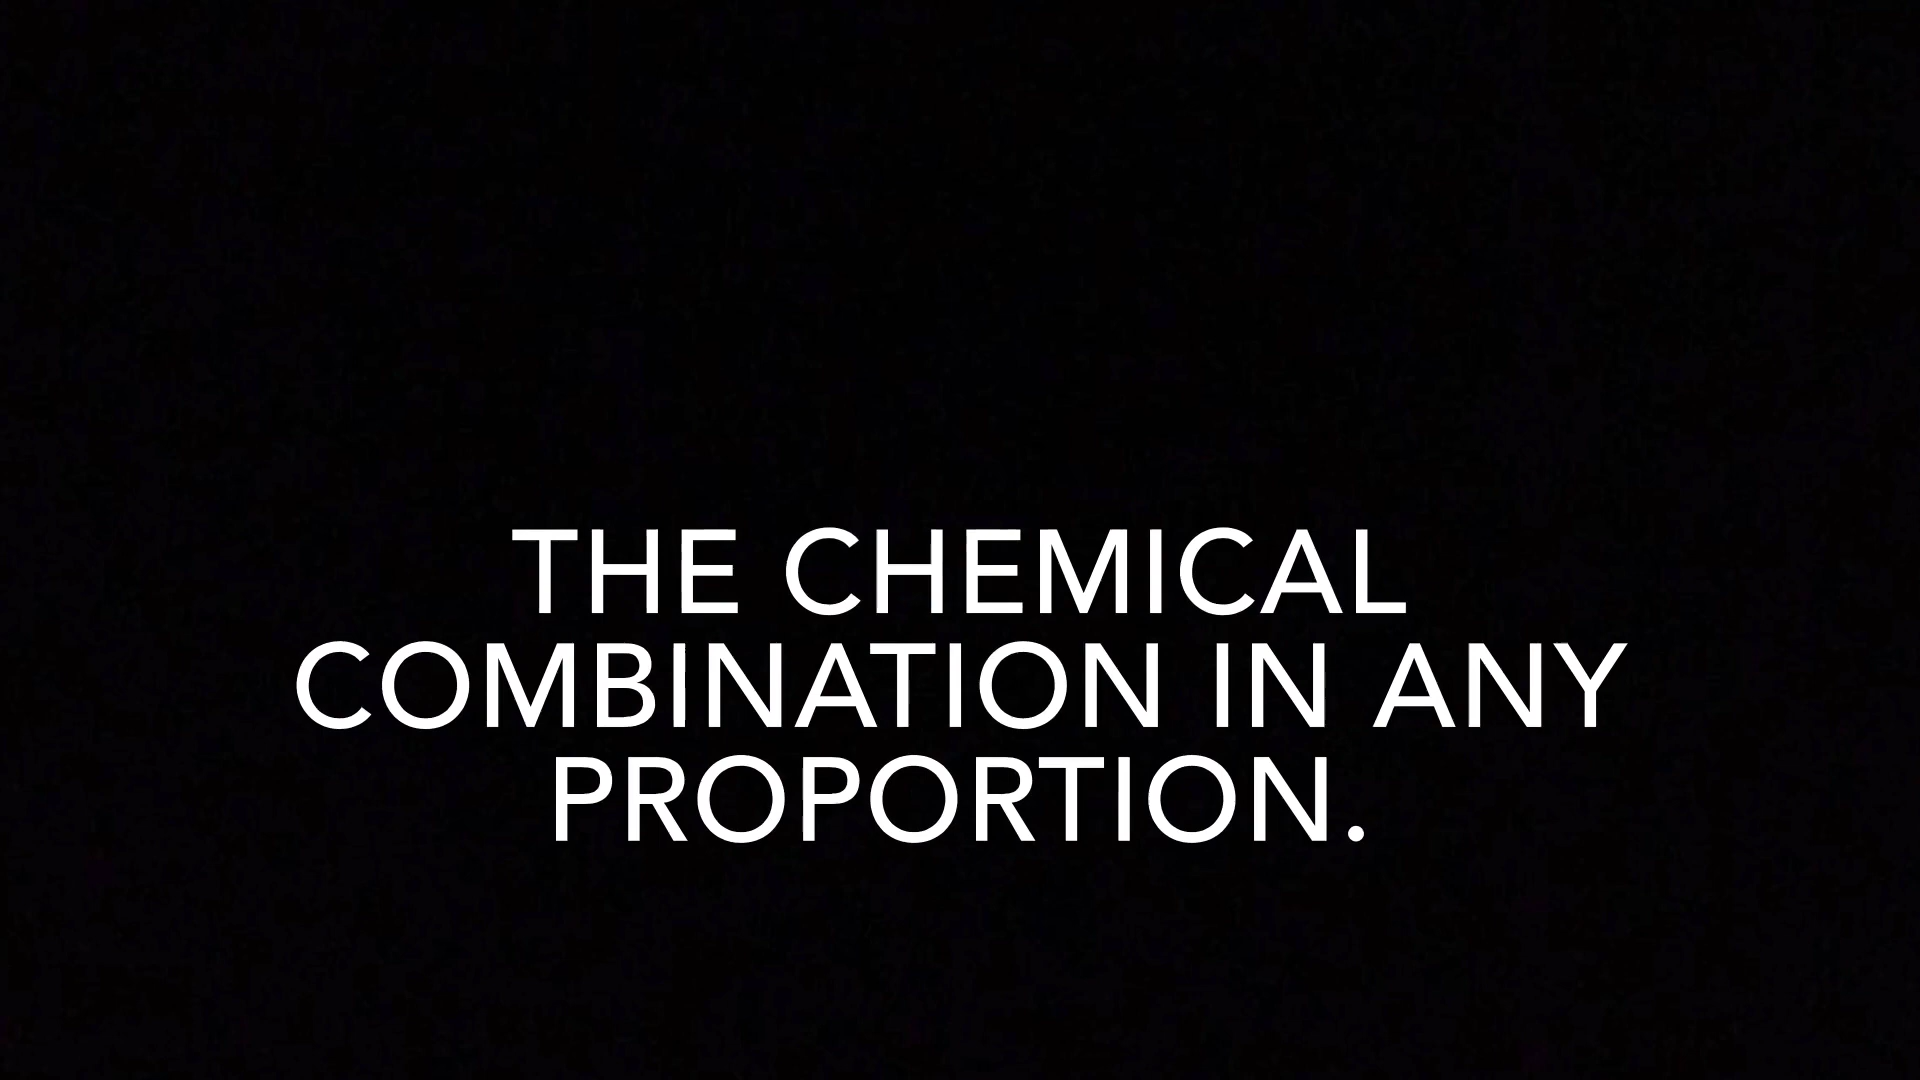 THE CHEMICAL
COMBINATION IN ANY
PROPORTION.